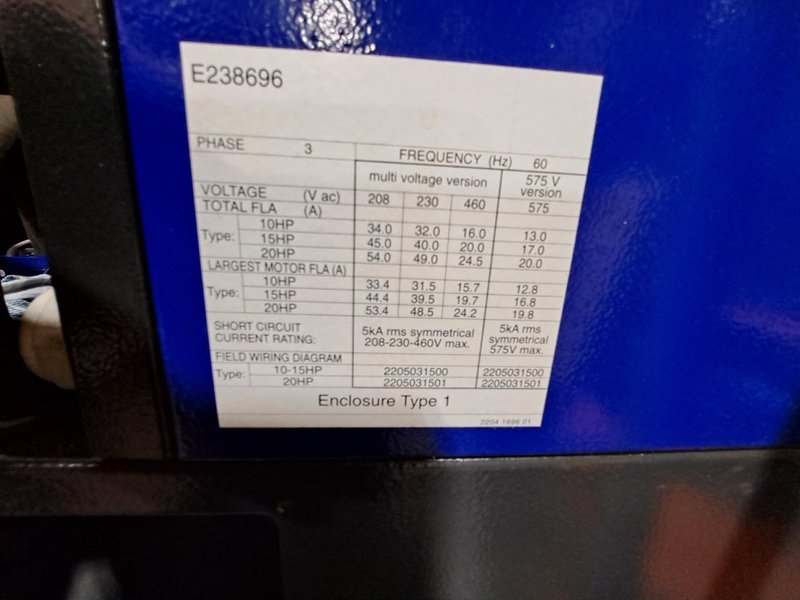 E238696
PHASE 3 FREQUENCY (Hz) 60
multi voltage version 575 V version
VOLTAGE (V ac) 208 230 460 575
TOTAL FLA (A)
Type: 10HP 34.0 32.0 16.0 13.0
15HP 45.0 40.0 20.0 17.0
20HP 54.0 49.0 24.5 20.0
LARGEST MOTOR FLA (A)
Type: 10HP 33.4 31.5 15.7 12.8
15HP 44.4 39.5 19.7 16.8
20HP 53.4 48.5 24.2 19.8
SHORT CIRCUIT CURRENT RATING: 5kA rms symmetrical 208-230-460V max. 5kA rms symmetrical 575V max.
FIELD WIRING DIAGRAM
Type: 10-15HP 2205031500 2205031500
20HP 2205031501 2205031501
Enclosure Type 1
2204 1696 01